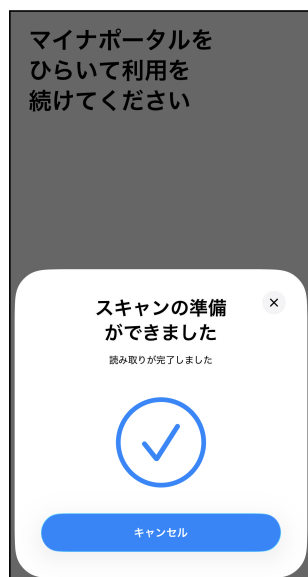 マイナポータルを
ひらいて利用を
続けてください
スキャンの準備
ができました
読み取りが完了しました
キャンセル